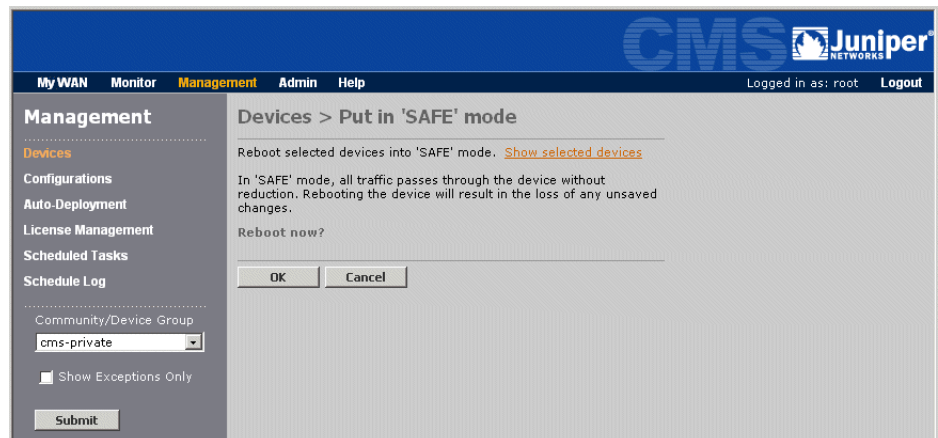 CMS
Juniper®
NETWORKS
My WAN Monitor Management Admin Help
Logged in as: root Logout
Management
Devices
Configurations
Auto-Deployment
License Management
Scheduled Tasks
Schedule Log
Community/Device Group
cms-private
Show Exceptions Only
Submit
Devices > Put in 'SAFE' mode
Reboot selected devices into 'SAFE' mode. Show selected devices
In 'SAFE' mode, all traffic passes through the device without
reduction. Rebooting the device will result in the loss of any unsaved
changes.
Reboot now?
OK Cancel